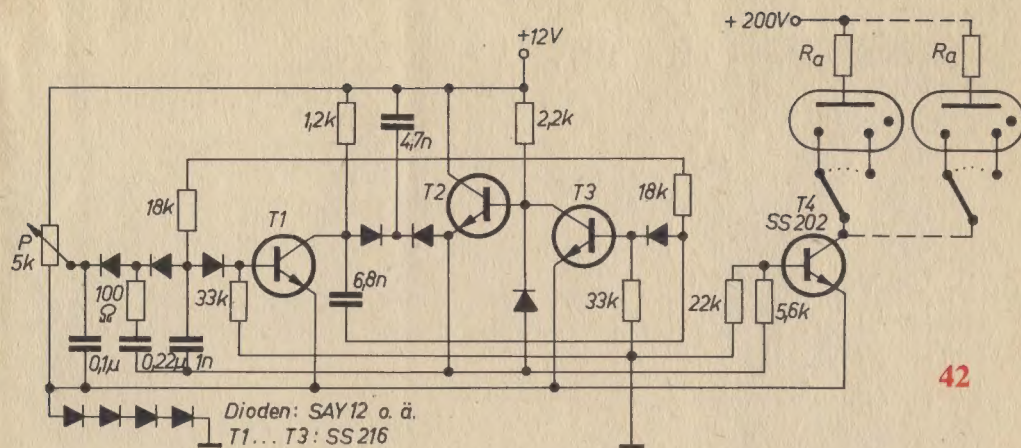 +12V
+ 200V
Ra
Ra
1,2k
4,7n
2,2k
18k
T1
T2
T3
18k
T4
SS 202
P
5k
100
Ω
33k
6,8n
33k
22k
5,6k
0,1µ
0,22µ
1n
42
Dioden: SAY 12 o. ä.
T1 ... T3 : SS 216